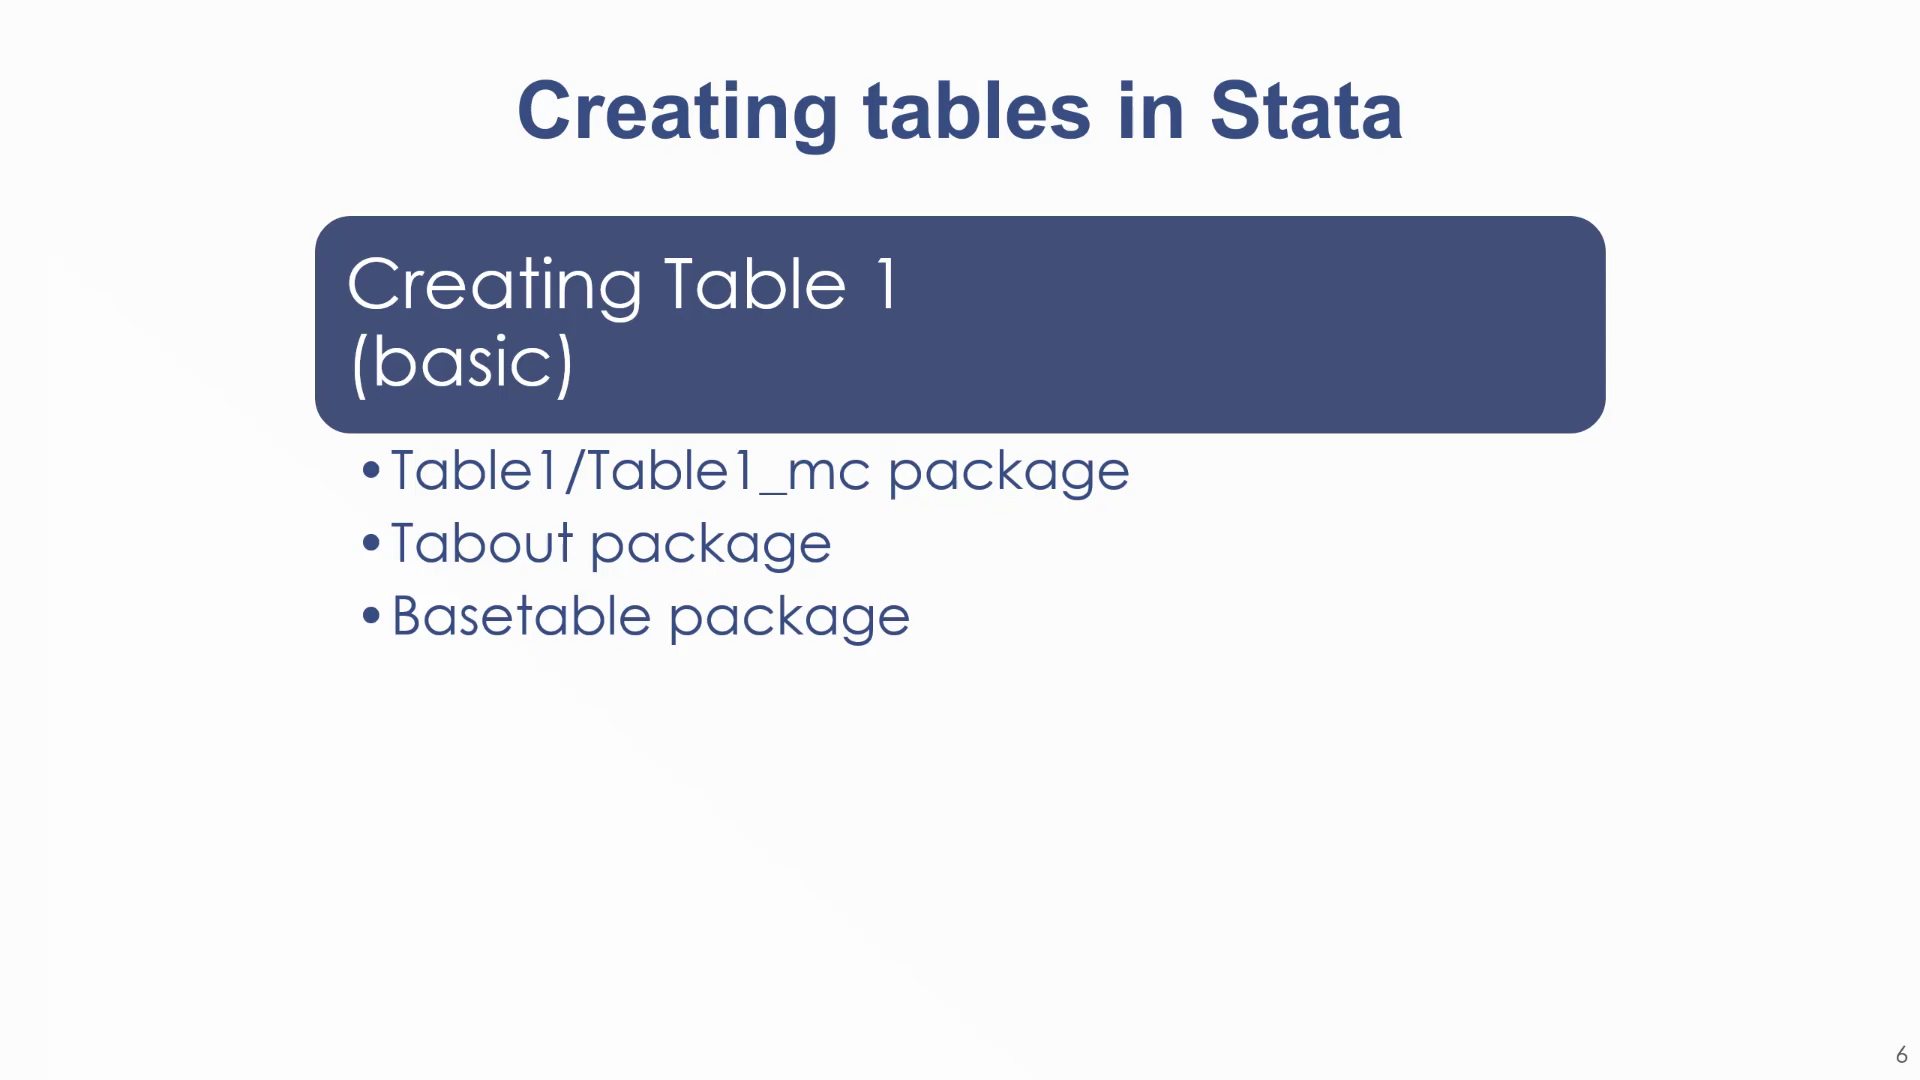 Creating tables in Stata
Creating Table 1
(basic)
•Table1/Table1_mc package
•Tabout package
•Basetable package
6